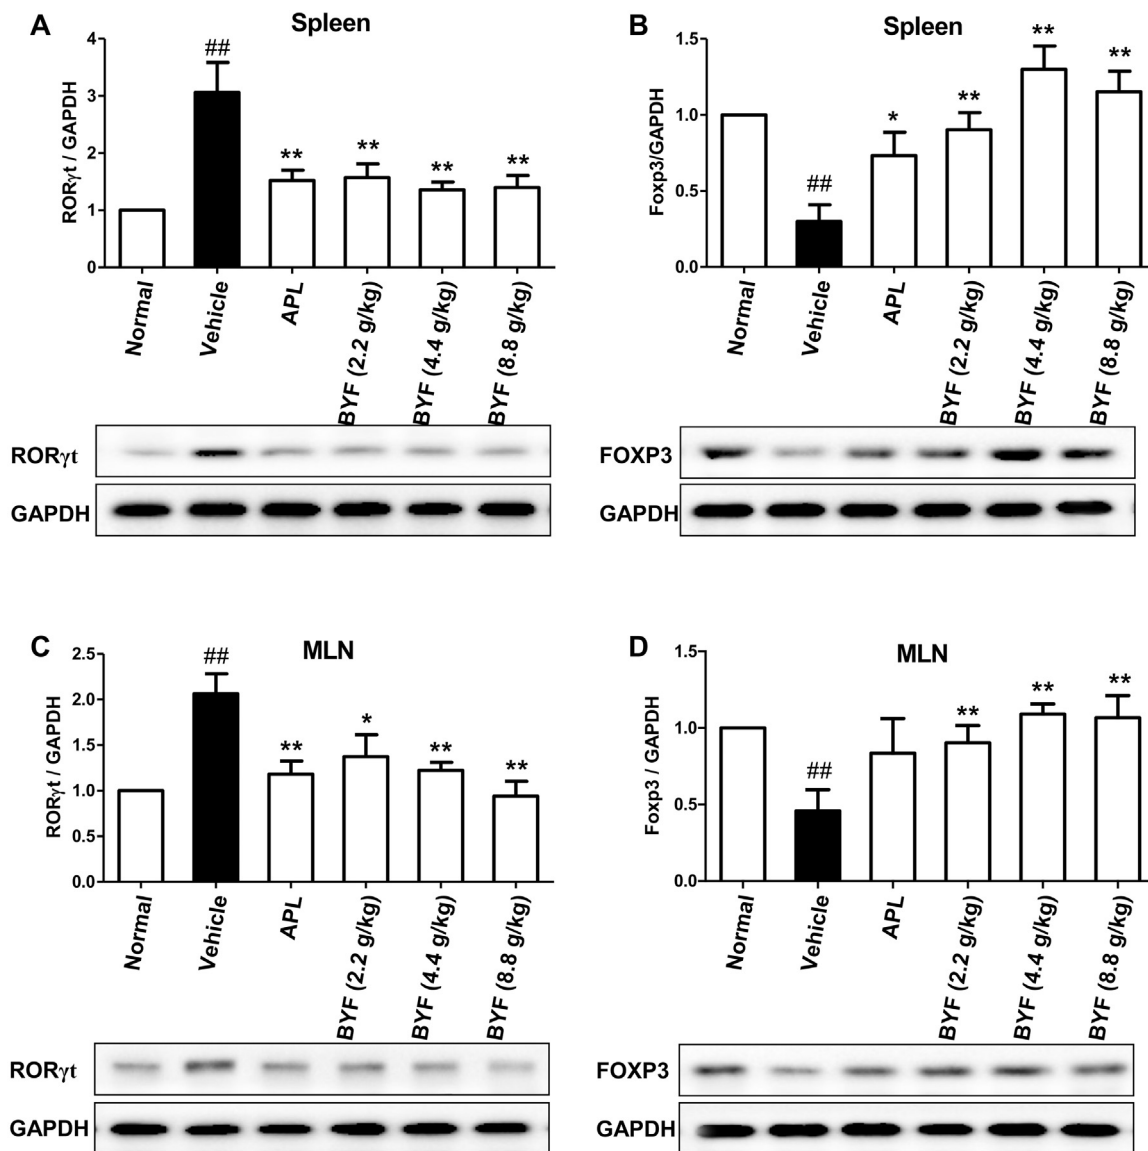 A
Spleen
RORγt / GAPDH
4
3
2
1
0
##
**
**
**
**
Normal
Vehicle
APL
BYF (2.2 g/kg)
BYF (4.4 g/kg)
BYF (8.8 g/kg)
RORγt
GAPDH
B
Spleen
Foxp3/GAPDH
1.5
1.0
0.5
0.0
##
*
**
**
**
Normal
Vehicle
APL
BYF (2.2 g/kg)
BYF (4.4 g/kg)
BYF (8.8 g/kg)
FOXP3
GAPDH
C
MLN
RORγt / GAPDH
2.5
2.0
1.5
1.0
0.5
0.0
##
**
*
**
**
Normal
Vehicle
APL
BYF (2.2 g/kg)
BYF (4.4 g/kg)
BYF (8.8 g/kg)
RORγt
GAPDH
D
MLN
Foxp3 / GAPDH
1.5
1.0
0.5
0.0
##
**
**
**
Normal
Vehicle
APL
BYF (2.2 g/kg)
BYF (4.4 g/kg)
BYF (8.8 g/kg)
FOXP3
GAPDH